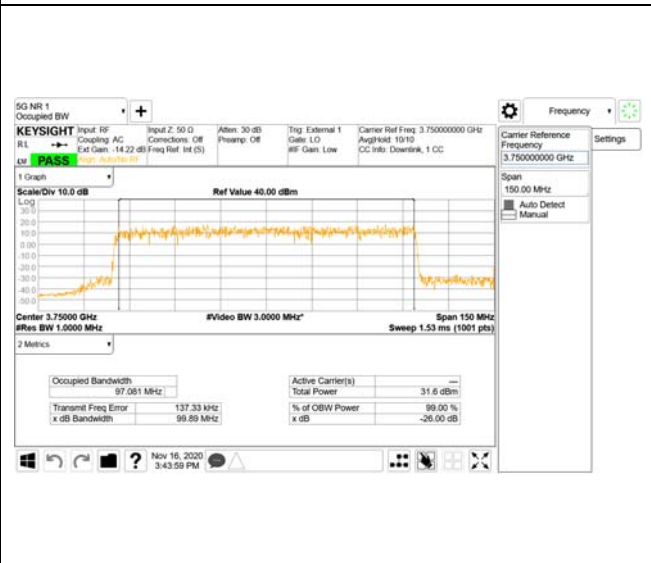 5G NR 1
Occupied BW
+
Frequency
KEYSIGHT
RL
PASS
Input: RF
Coupling: AC
Ext Gain: -14.22 dB
Align: Auto/No RF
Input Z: 50 Ω
Corrections: Off
Freq Ref: Int (S)
Atten: 30 dB
Preamp: Off
Trig: External 1
Gate: LO
#IF Gain: Low
Carrier Ref Freq: 3.750000000 GHz
Avg|Hold: 10/10
CC Info: Downlink, 1 CC
Carrier Reference
Frequency
3.750000000 GHz
Settings
Span
150.00 MHz
Auto Detect
Manual
1 Graph
Scale/Div 10.0 dB
Ref Value 40.00 dBm
Log
30.0
20.0
10.0
0.00
-10.0
-20.0
-30.0
-40.0
-50.0
Center 3.75000 GHz
#Video BW 3.0000 MHz*
Span 150 MHz
#Res BW 1.0000 MHz
Sweep 1.53 ms (1001 pts)
2 Metrics
Occupied Bandwidth
97.081 MHz
Active Carrier(s)
---
Total Power
31.6 dBm
Transmit Freq Error
137.33 kHz
x dB Bandwidth
99.89 MHz
% of OBW Power
99.00 %
x dB
-26.00 dB
?
Nov 16, 2020
3:43:59 PM